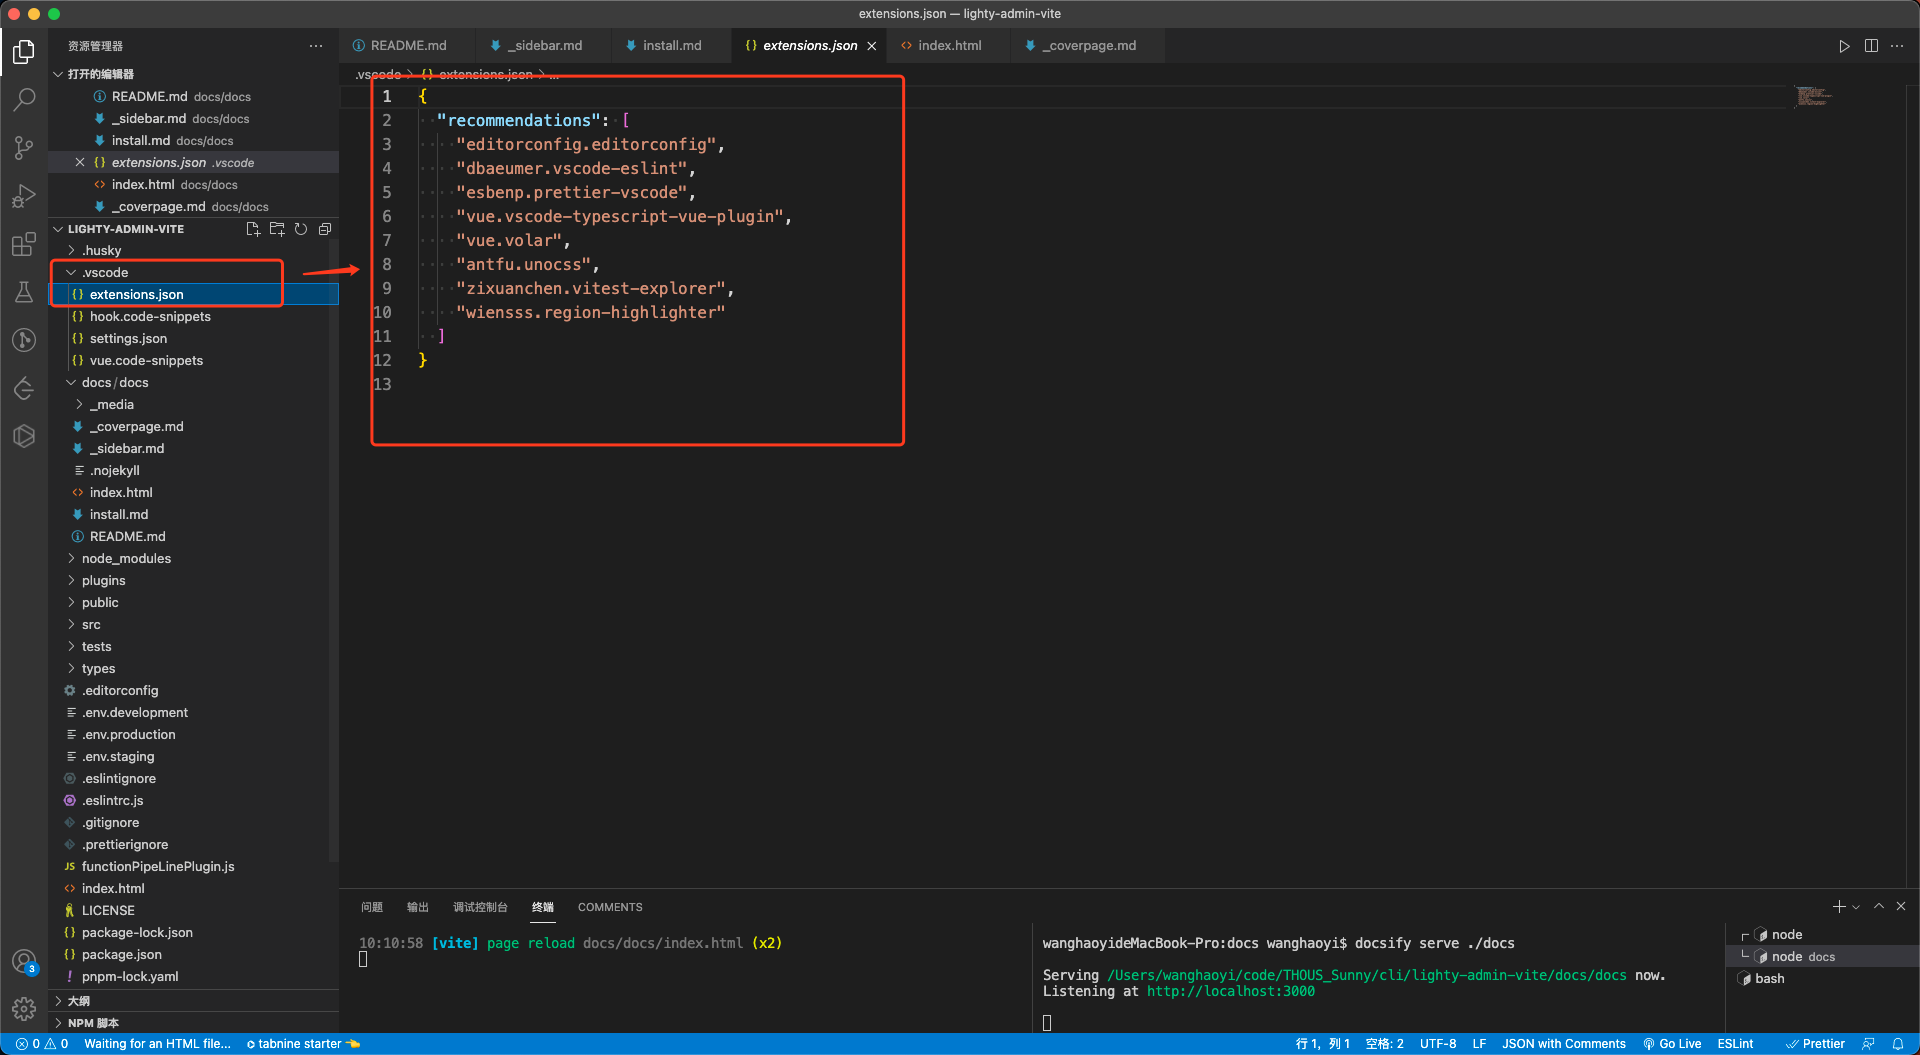 extensions.json — lighty-admin-vite
资源管理器
打开的编辑器
README.md docs/docs
_sidebar.md docs/docs
install.md docs/docs
extensions.json .vscode
index.html docs/docs
_coverpage.md docs/docs
LIGHTY-ADMIN-VITE
.husky
.vscode
extensions.json
hook.code-snippets
settings.json
vue.code-snippets
docs/docs
_media
_coverpage.md
_sidebar.md
.nojekyll
index.html
install.md
README.md
node_modules
plugins
public
src
tests
types
.editorconfig
.env.development
.env.production
.env.staging
.eslintignore
.eslintrc.js
.gitignore
.prettierignore
JS functionPipeLinePlugin.js
index.html
LICENSE
package-lock.json
package.json
pnpm-lock.yaml
大纲
NPM 脚本
3
README.md
_sidebar.md
install.md
extensions.json
index.html
_coverpage.md
.vscode > {} extensions.json > ...
1 {
2 "recommendations": [
3 "editorconfig.editorconfig",
4 "dbaeumer.vscode-eslint",
5 "esbenp.prettier-vscode",
6 "vue.vscode-typescript-vue-plugin",
7 "vue.volar",
8 "antfu.unocss",
9 "zixuanchen.vitest-explorer",
10 "wiensss.region-highlighter"
11 ]
12 }
13
问题 输出 调试控制台 终端 COMMENTS
10:10:58 [vite] page reload docs/docs/index.html (x2)
wanghaoyideMacBook-Pro:docs wanghaoyi$ docsify serve ./docs
Serving /Users/wanghaoyi/code/THOUS_Sunny/cli/lighty-admin-vite/docs/docs now.
Listening at http://localhost:3000
node
node docs
bash
0 0 Waiting for an HTML file... tabnine starter
行 1，列 1 空格: 2 UTF-8 LF JSON with Comments Go Live ESLint Prettier